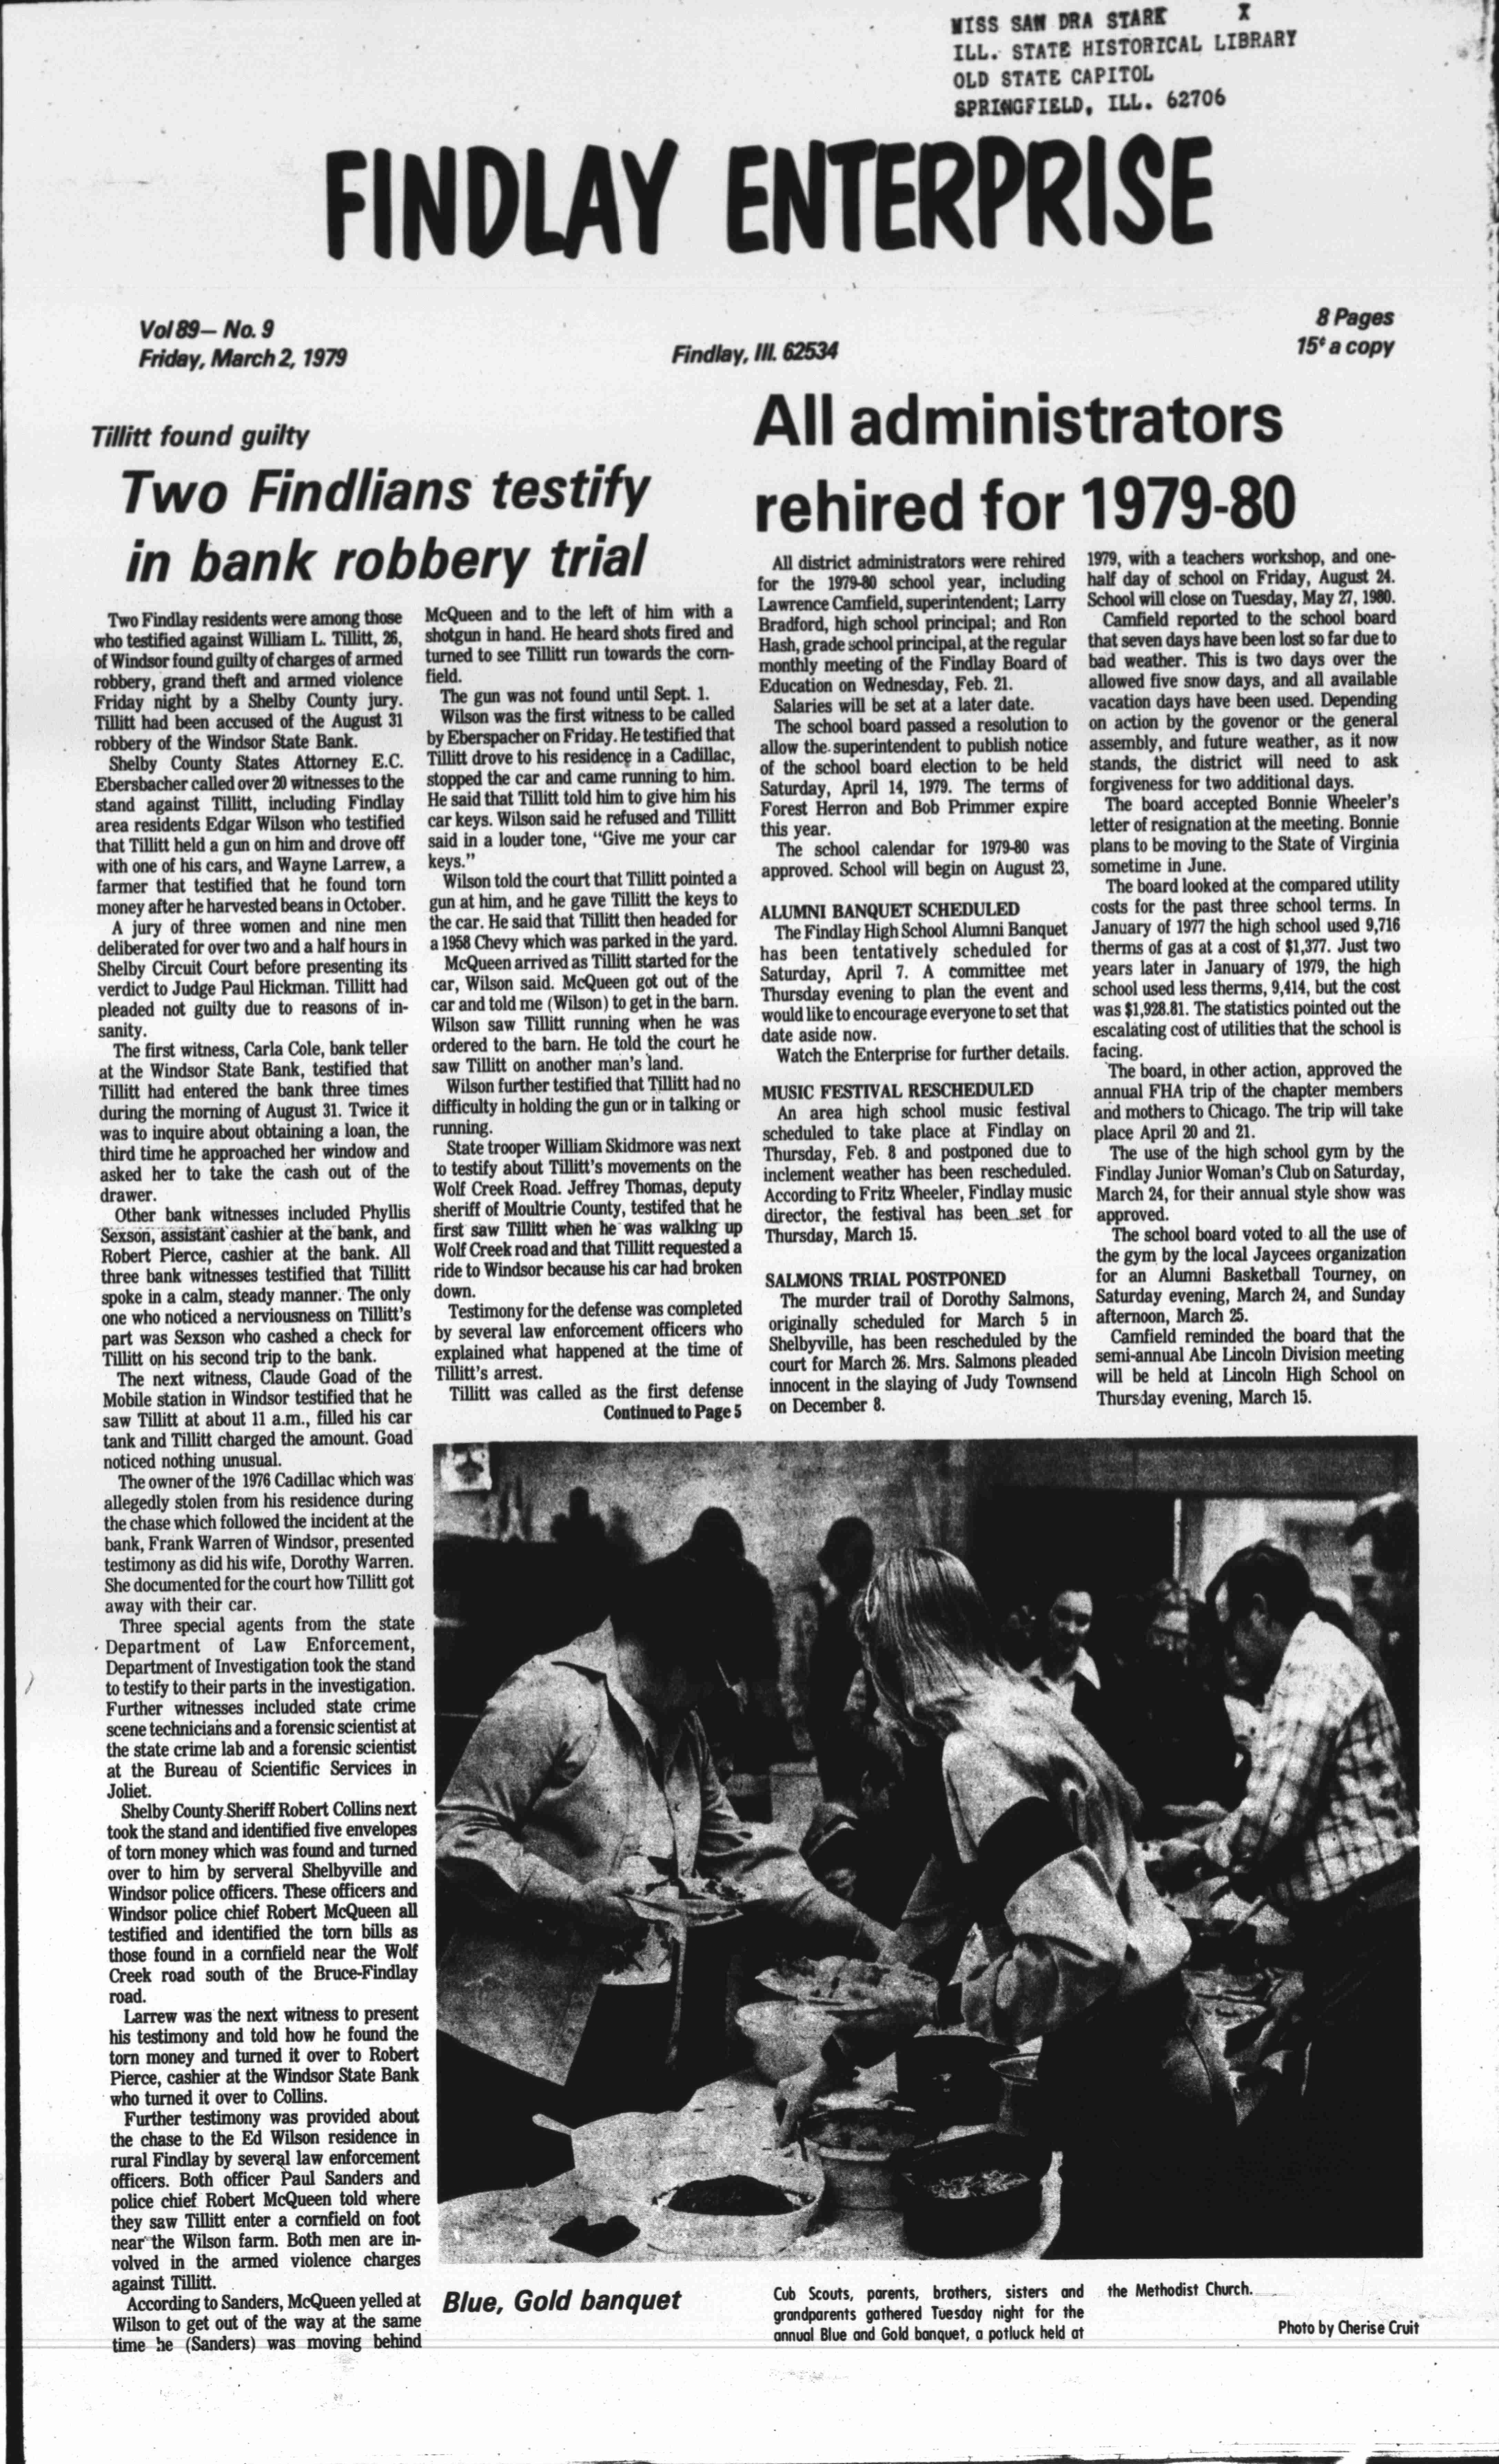 MISS SAN DRA STARK X
ILL. STATE HISTORICAL LIBRARY
OLD STATE CAPITOL
SPRINGFIELD, ILL. 62706
FINDLAY ENTERPRISE
Vol 89— No. 9
Friday, March 2, 1979
Findlay, Ill. 62534
8 Pages
15¢ a copy
Tillitt found guilty
Two Findlians testify
in bank robbery trial
Two Findlay residents were among those
who testified against William L. Tillitt, 26,
of Windsor found guilty of charges of armed
robbery, grand theft and armed violence
Friday night by a Shelby County jury.
Tillitt had been accused of the August 31
robbery of the Windsor State Bank.
Shelby County States Attorney E.C.
Ebersbacher called over 20 witnesses to the
stand against Tillitt, including Findlay
area residents Edgar Wilson who testified
that Tillitt held a gun on him and drove off
with one of his cars, and Wayne Larrew, a
farmer that testified that he found torn
money after he harvested beans in October.
A jury of three women and nine men
deliberated for over two and a half hours in
Shelby Circuit Court before presenting its
verdict to Judge Paul Hickman. Tillitt had
pleaded not guilty due to reasons of in-
sanity.
The first witness, Carla Cole, bank teller
at the Windsor State Bank, testified that
Tillitt had entered the bank three times
during the morning of August 31. Twice it
was to inquire about obtaining a loan, the
third time he approached her window and
asked her to take the cash out of the
drawer.
Other bank witnesses included Phyllis
Sexson, assistant cashier at the bank, and
Robert Pierce, cashier at the bank. All
three bank witnesses testified that Tillitt
spoke in a calm, steady manner. The only
one who noticed a nerviousness on Tillitt's
part was Sexson who cashed a check for
Tillitt on his second trip to the bank.
The next witness, Claude Goad of the
Mobile station in Windsor testified that he
saw Tillitt at about 11 a.m., filled his car
tank and Tillitt charged the amount. Goad
noticed nothing unusual.
The owner of the 1976 Cadillac which was
allegedly stolen from his residence during
the chase which followed the incident at the
bank, Frank Warren of Windsor, presented
testimony as did his wife, Dorothy Warren.
She documented for the court how Tillitt got
away with their car.
Three special agents from the state
Department of Law Enforcement,
Department of Investigation took the stand
to testify to their parts in the investigation.
Further witnesses included state crime
scene technicians and a forensic scientist at
the state crime lab and a forensic scientist
at the Bureau of Scientific Services in
Joliet.
Shelby County Sheriff Robert Collins next
took the stand and identified five envelopes
of torn money which was found and turned
over to him by serveral Shelbyville and
Windsor police officers. These officers and
Windsor police chief Robert McQueen all
testified and identified the torn bills as
those found in a cornfield near the Wolf
Creek road south of the Bruce-Findlay
road.
Larrew was the next witness to present
his testimony and told how he found the
torn money and turned it over to Robert
Pierce, cashier at the Windsor State Bank
who turned it over to Collins.
Further testimony was provided about
the chase to the Ed Wilson residence in
rural Findlay by several law enforcement
officers. Both officer Paul Sanders and
police chief Robert McQueen told where
they saw Tillitt enter a cornfield on foot
near the Wilson farm. Both men are in-
volved in the armed violence charges
against Tillitt.
According to Sanders, McQueen yelled at
Wilson to get out of the way at the same
time he (Sanders) was moving behind
McQueen and to the left of him with a
shotgun in hand. He heard shots fired and
turned to see Tillitt run towards the corn-
field.
The gun was not found until Sept. 1.
Wilson was the first witness to be called
by Eberspacher on Friday. He testified that
Tillitt drove to his residence in a Cadillac,
stopped the car and came running to him.
He said that Tillitt told him to give him his
car keys. Wilson said he refused and Tillitt
said in a louder tone, "Give me your car
keys."
Wilson told the court that Tillitt pointed a
gun at him, and he gave Tillitt the keys to
the car. He said that Tillitt then headed for
a 1958 Chevy which was parked in the yard.
McQueen arrived as Tillitt started for the
car, Wilson said. McQueen got out of the
car and told me (Wilson) to get in the barn.
Wilson saw Tillitt running when he was
ordered to the barn. He told the court he
saw Tillitt on another man's land.
Wilson further testified that Tillitt had no
difficulty in holding the gun or in talking or
running.
State trooper William Skidmore was next
to testify about Tillitt's movements on the
Wolf Creek Road. Jeffrey Thomas, deputy
sheriff of Moultrie County, testifed that he
first saw Tillitt when he was walking up
Wolf Creek road and that Tillitt requested a
ride to Windsor because his car had broken
down.
Testimony for the defense was completed
by several law enforcement officers who
explained what happened at the time of
Tillitt's arrest.
Tillitt was called as the first defense
Continued to Page 5
All administrators
rehired for 1979-80
All district administrators were rehired
for the 1979-80 school year, including
Lawrence Camfield, superintendent; Larry
Bradford, high school principal; and Ron
Hash, grade school principal, at the regular
monthly meeting of the Findlay Board of
Education on Wednesday, Feb. 21.
Salaries will be set at a later date.
The school board passed a resolution to
allow the superintendent to publish notice
of the school board election to be held
Saturday, April 14, 1979. The terms of
Forest Herron and Bob Primmer expire
this year.
The school calendar for 1979-80 was
approved. School will begin on August 23,
1979, with a teachers workshop, and one-
half day of school on Friday, August 24.
School will close on Tuesday, May 27, 1980.
Camfield reported to the school board
that seven days have been lost so far due to
bad weather. This is two days over the
allowed five snow days, and all available
vacation days have been used. Depending
on action by the govenor or the general
assembly, and future weather, as it now
stands, the district will need to ask
forgiveness for two additional days.
The board accepted Bonnie Wheeler's
letter of resignation at the meeting. Bonnie
plans to be moving to the State of Virginia
sometime in June.
The board looked at the compared utility
costs for the past three school terms. In
January of 1977 the high school used 9,716
therms of gas at a cost of $1,377. Just two
years later in January of 1979, the high
school used less therms, 9,414, but the cost
was $1,928.81. The statistics pointed out the
escalating cost of utilities that the school is
facing.
The board, in other action, approved the
annual FHA trip of the chapter members
and mothers to Chicago. The trip will take
place April 20 and 21.
The use of the high school gym by the
Findlay Junior Woman's Club on Saturday,
March 24, for their annual style show was
approved.
The school board voted to all the use of
the gym by the local Jaycees organization
for an Alumni Basketball Tourney, on
Saturday evening, March 24, and Sunday
afternoon, March 25.
Camfield reminded the board that the
semi-annual Abe Lincoln Division meeting
will be held at Lincoln High School on
Thursday evening, March 15.
ALUMNI BANQUET SCHEDULED
The Findlay High School Alumni Banquet
has been tentatively scheduled for
Saturday, April 7. A committee met
Thursday evening to plan the event and
would like to encourage everyone to set that
date aside now.
Watch the Enterprise for further details.
MUSIC FESTIVAL RESCHEDULED
An area high school music festival
scheduled to take place at Findlay on
Thursday, Feb. 8 and postponed due to
inclement weather has been rescheduled.
According to Fritz Wheeler, Findlay music
director, the festival has been set for
Thursday, March 15.
SALMONS TRIAL POSTPONED
The murder trail of Dorothy Salmons,
originally scheduled for March 5 in
Shelbyville, has been rescheduled by the
court for March 26. Mrs. Salmons pleaded
innocent in the slaying of Judy Townsend
on December 8.
Blue, Gold banquet
Cub Scouts, parents, brothers, sisters and
grandparents gathered Tuesday night for the
annual Blue and Gold banquet, a potluck held at
the Methodist Church.
Photo by Cherise Cruit